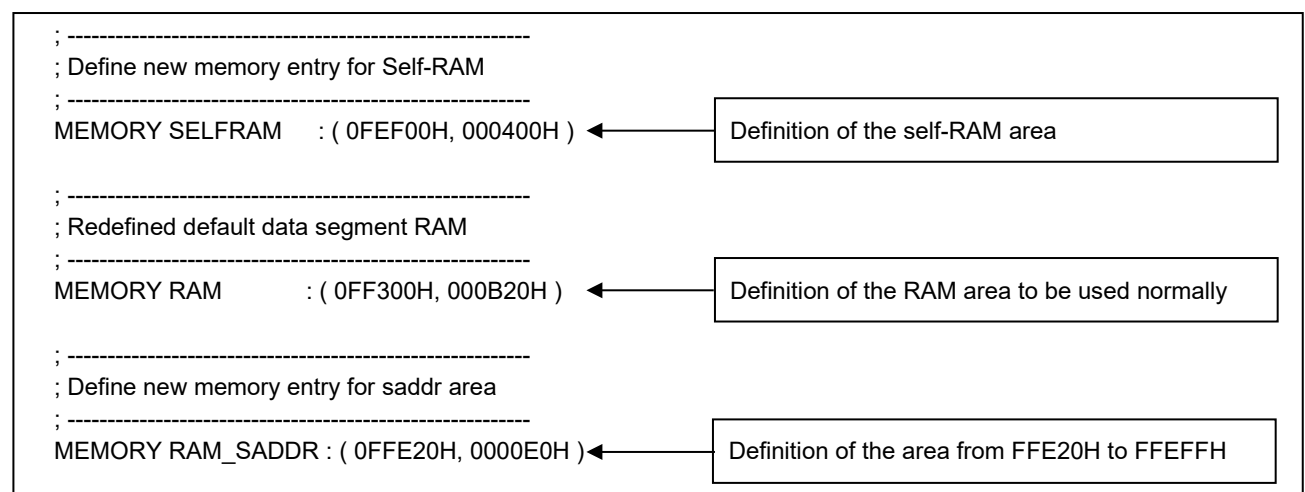 ; ----------------------------------------------------------
; Define new memory entry for Self-RAM
; ----------------------------------------------------------
MEMORY SELFRAM : ( 0FEF00H, 000400H )
Definition of the self-RAM area
; ----------------------------------------------------------
; Redefined default data segment RAM
; ----------------------------------------------------------
MEMORY RAM : ( 0FF300H, 000B20H )
Definition of the RAM area to be used normally
; ----------------------------------------------------------
; Define new memory entry for saddr area
; ----------------------------------------------------------
MEMORY RAM_SADDR : ( 0FFE20H, 0000E0H )
Definition of the area from FFE20H to FFEFFH